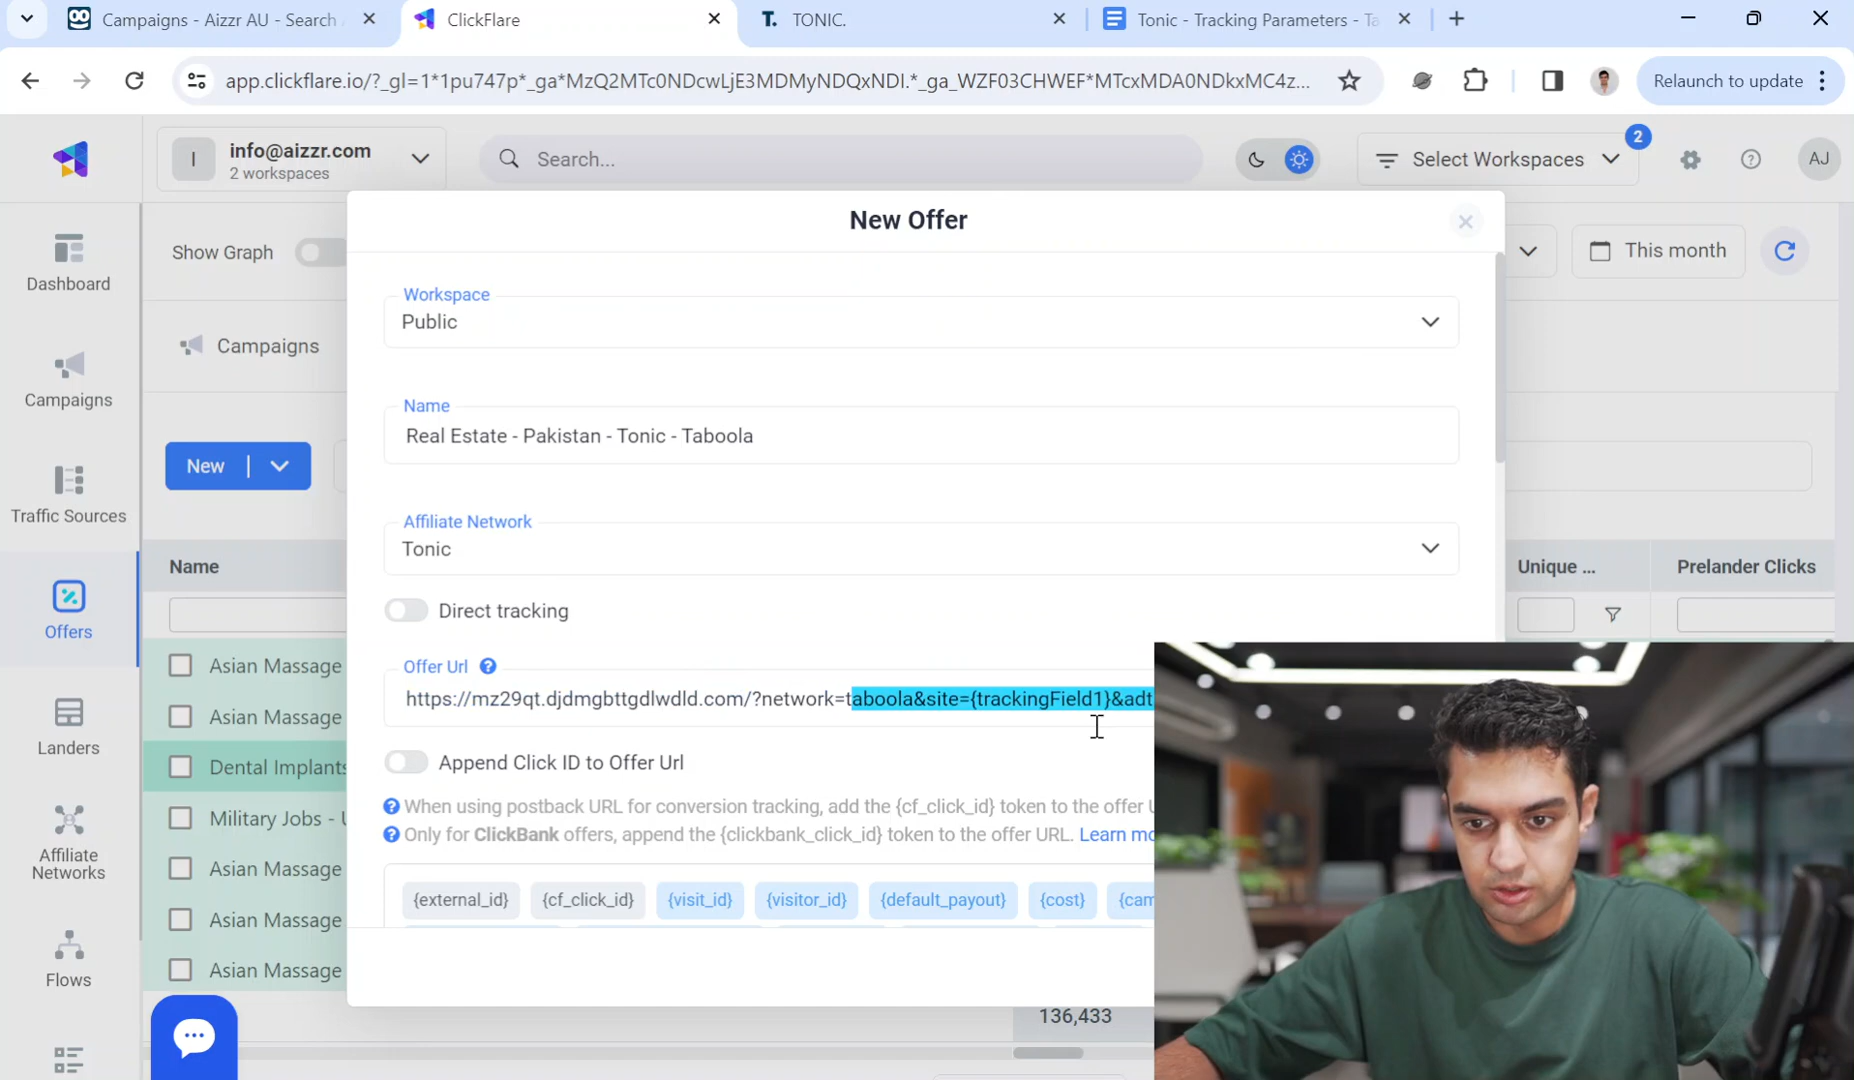 Campaigns - Aizzr AU - Search
ClickFlare
TONIC.
Tonic - Tracking Parameters - Ta
app.clickflare.io/?_gl=1*1pu747p*_ga*MzQ2MTc0NDcwLjE3MDMyNDQxNDI.*_ga_WZF03CHWEF*MTcxMDA0NDkxMC4z...
Relaunch to update
I
info@aizzr.com
2 workspaces
Search...
Select Workspaces
2
AJ
New Offer
Dashboard
Show Graph
This month
Workspace
Public
Campaigns
Campaigns
Name
Real Estate - Pakistan - Tonic - Taboola
New
Traffic Sources
Affiliate Network
Tonic
Name
Unique ...
Prelander Clicks
Direct tracking
Offers
Offer Url
https://mz29qt.djdmgbttgdlwdld.com/?network=taboola&site={trackingField1}&adt
Asian Massage
Asian Massage
Landers
Append Click ID to Offer Url
Dental Implants
When using postback URL for conversion tracking, add the {cf_click_id} token to the offer U
Military Jobs - U
Only for ClickBank offers, append the {clickbank_click_id} token to the offer URL. Learn mo
Affiliate
Networks
Asian Massage
{external_id} {cf_click_id} {visit_id} {visitor_id} {default_payout} {cost} {cam
Asian Massage
Flows
Asian Massage
136,433